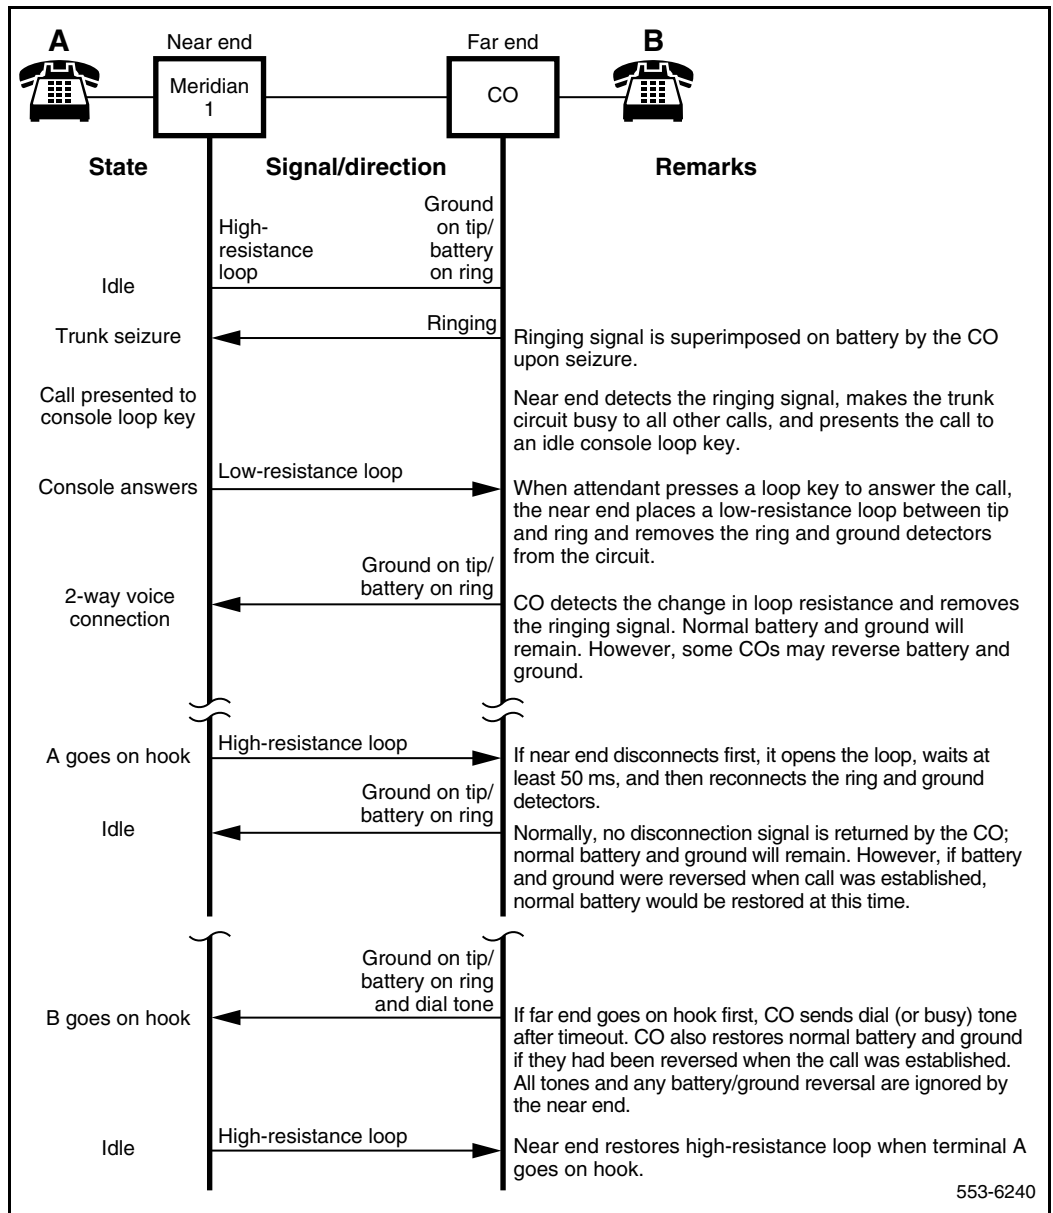 A
Near end
Far end
B
Meridian
1
CO
State
Signal/direction
Remarks
High-
resistance
loop
Ground
on tip/
battery
on ring
Idle
Trunk seizure
Ringing
Ringing signal is superimposed on battery by the CO
upon seizure.
Call presented to
console loop key
Near end detects the ringing signal, makes the trunk
circuit busy to all other calls, and presents the call to
an idle console loop key.
Console answers
Low-resistance loop
When attendant presses a loop key to answer the call,
the near end places a low-resistance loop between tip
and ring and removes the ring and ground detectors
from the circuit.
2-way voice
connection
Ground on tip/
battery on ring
CO detects the change in loop resistance and removes
the ringing signal. Normal battery and ground will
remain. However, some COs may reverse battery and
ground.
A goes on hook
High-resistance loop
If near end disconnects first, it opens the loop, waits at
least 50 ms, and then reconnects the ring and ground
detectors.
Idle
Ground on tip/
battery on ring
Normally, no disconnection signal is returned by the CO;
normal battery and ground will remain. However, if battery
and ground were reversed when call was established,
normal battery would be restored at this time.
B goes on hook
Ground on tip/
battery on ring
and dial tone
If far end goes on hook first, CO sends dial (or busy) tone
after timeout. CO also restores normal battery and ground
if they had been reversed when the call was established.
All tones and any battery/ground reversal are ignored by
the near end.
Idle
High-resistance loop
Near end restores high-resistance loop when terminal A
goes on hook.
553-6240